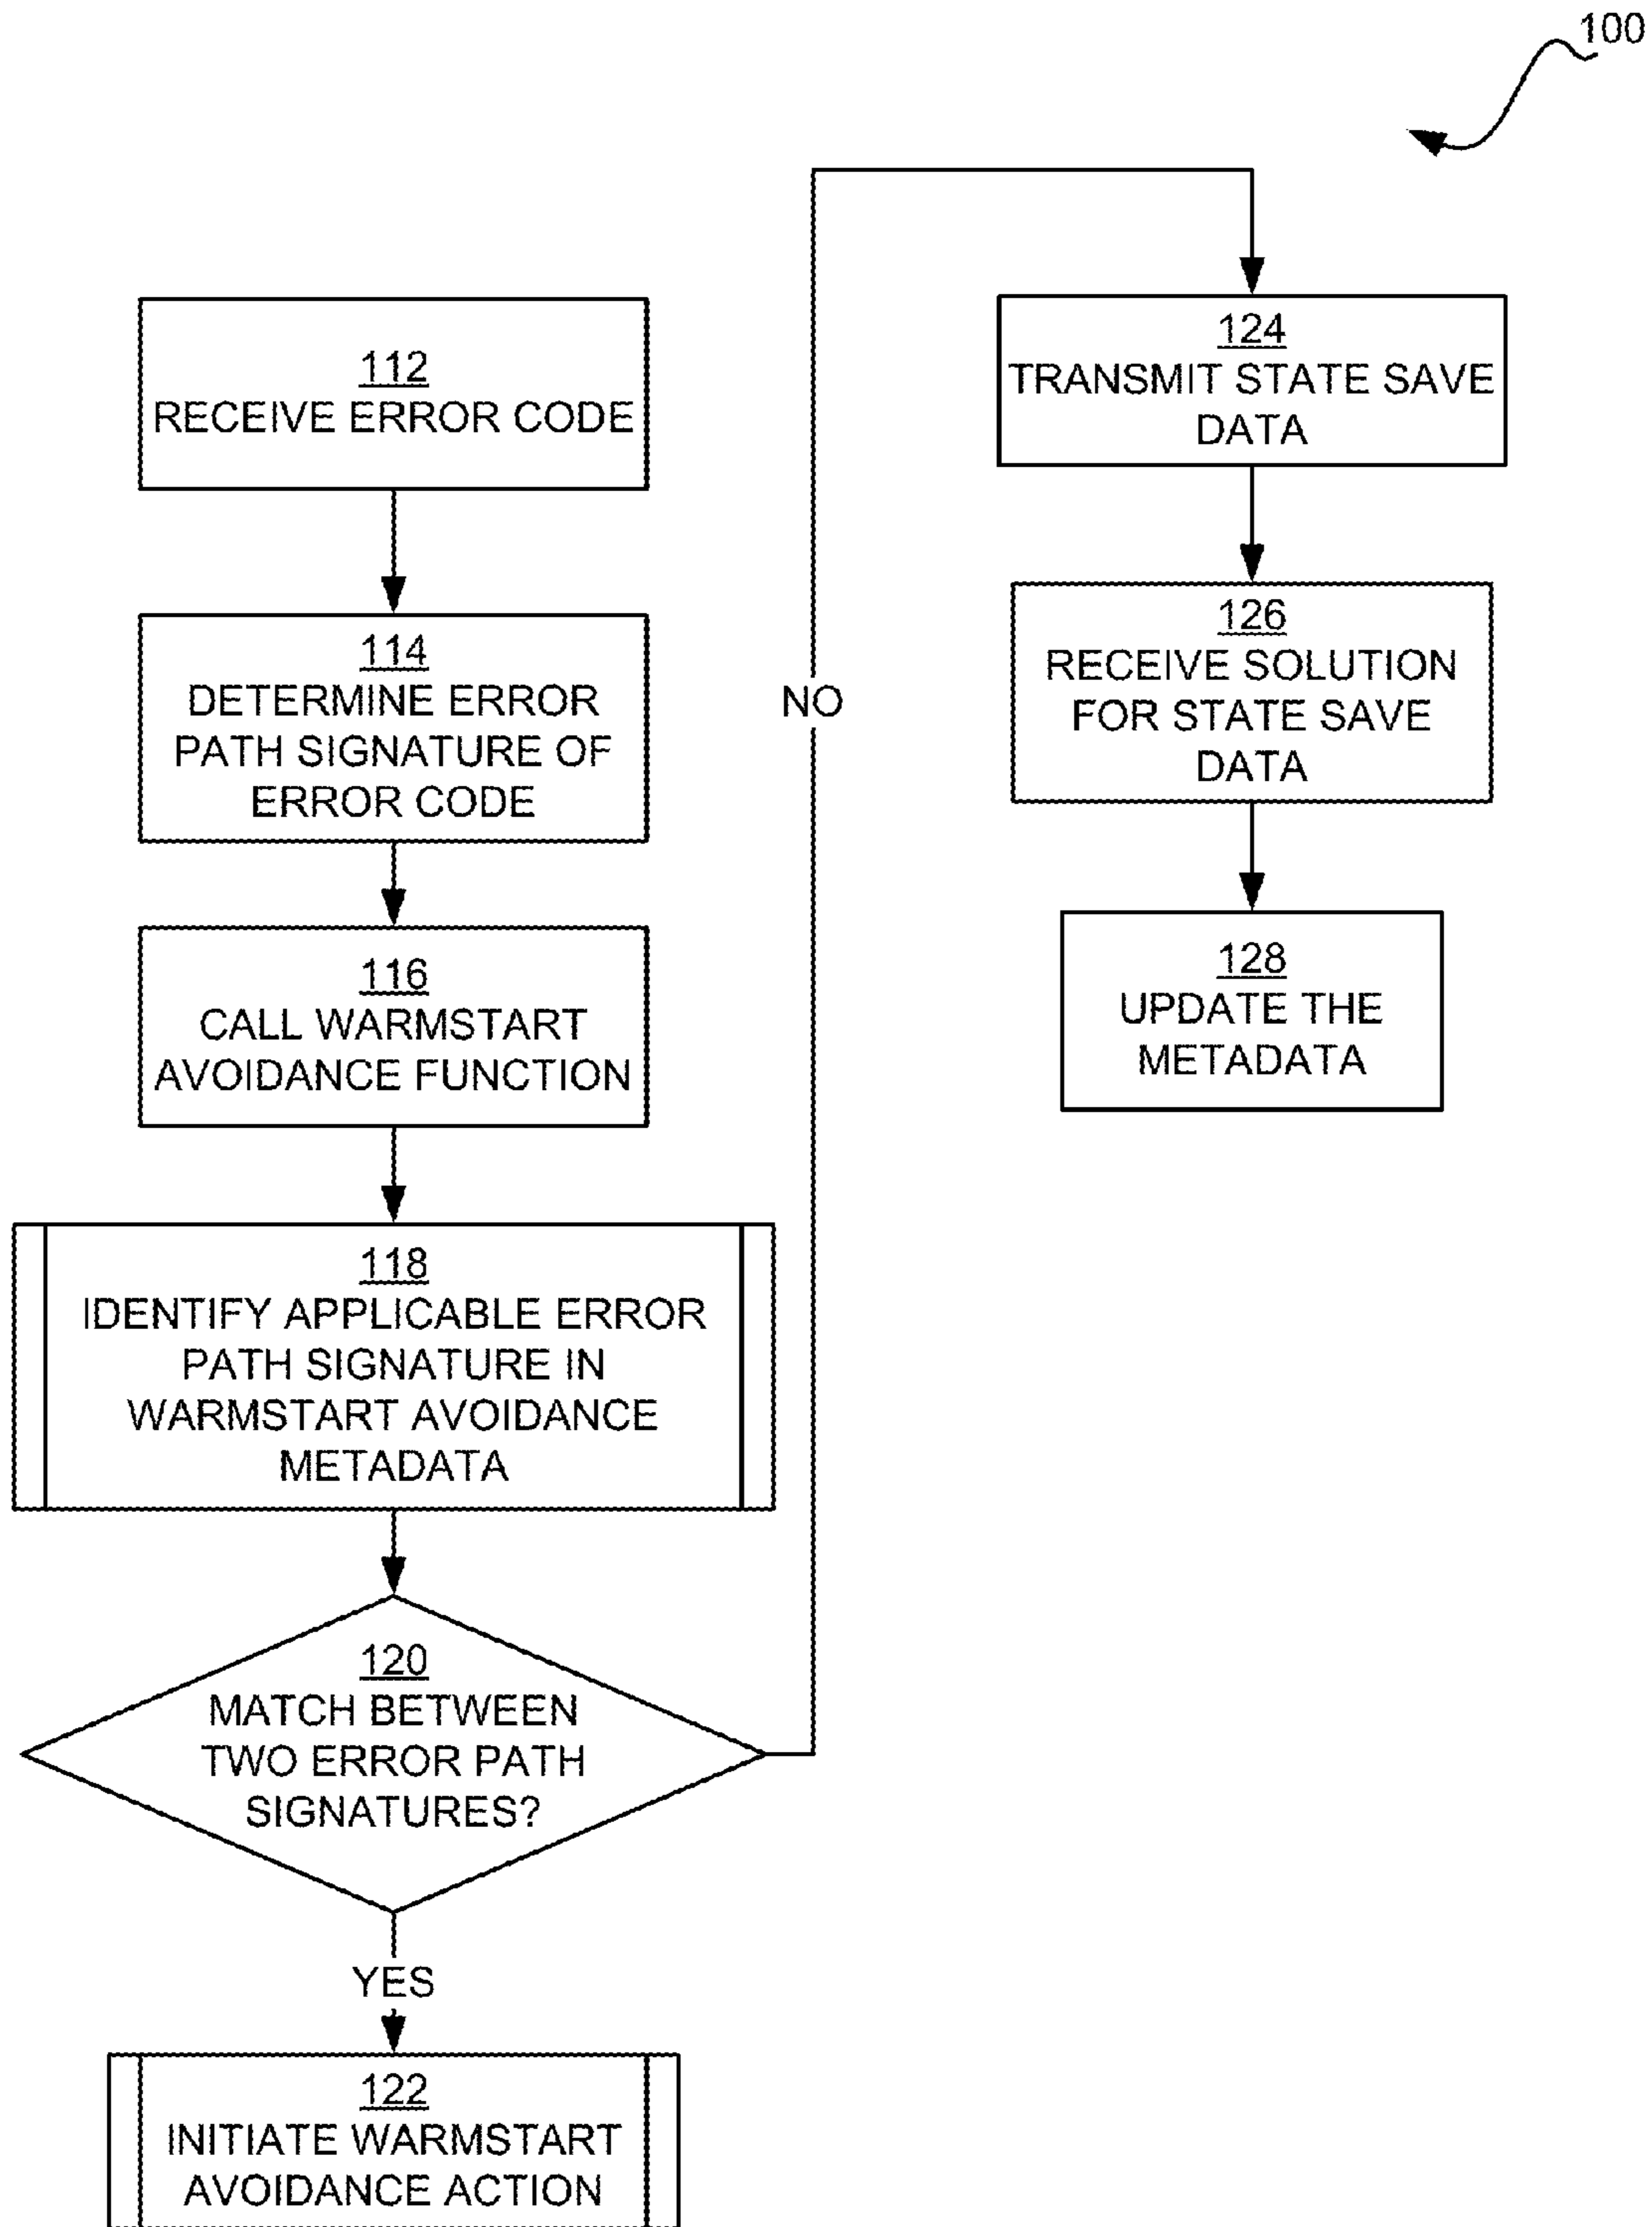 100
112
RECEIVE ERROR CODE
114
DETERMINE ERROR
PATH SIGNATURE OF
ERROR CODE
116
CALL WARMSTART
AVOIDANCE FUNCTION
118
IDENTIFY APPLICABLE ERROR
PATH SIGNATURE IN
WARMSTART AVOIDANCE
METADATA
120
MATCH BETWEEN
TWO ERROR PATH
SIGNATURES?
YES
122
INITIATE WARMSTART
AVOIDANCE ACTION
NO
124
TRANSMIT STATE SAVE
DATA
126
RECEIVE SOLUTION
FOR STATE SAVE
DATA
128
UPDATE THE
METADATA